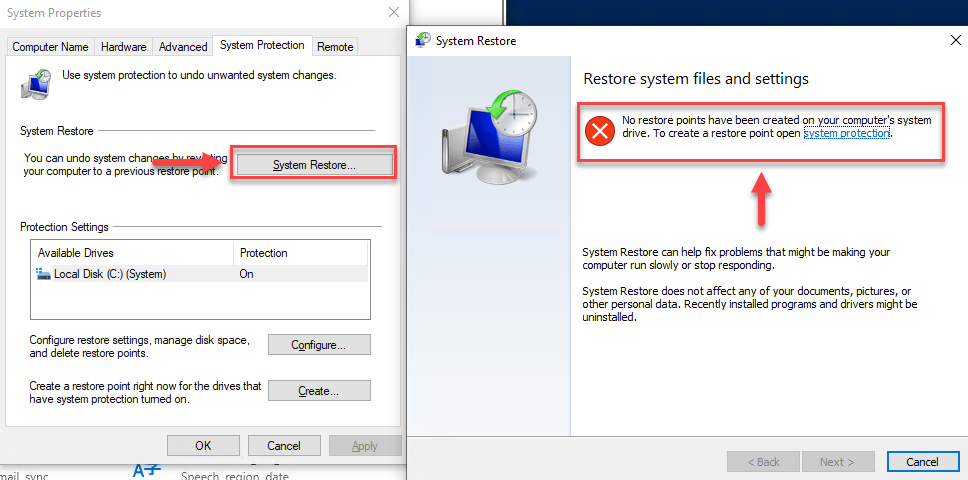 System Properties
Computer Name
Hardware
Advanced
System Protection
Remote
Use system protection to undo unwanted system changes.
System Restore
You can undo system changes by reverting
your computer to a previous restore point.
System Restore...
Protection Settings
Available Drives
Protection
Local Disk (C:) (System)
On
Configure restore settings, manage disk space,
and delete restore points.
Configure...
Create a restore point right now for the drives that
have system protection turned on.
Create...
OK
Cancel
Apply
System Restore
Restore system files and settings
No restore points have been created on your computer's system
drive. To create a restore point open system protection.
System Restore can help fix problems that might be making your
computer run slowly or stop responding.
System Restore does not affect any of your documents, pictures, or
other personal data. Recently installed programs and drivers might be
uninstalled.
< Back
Next >
Cancel
Speech, region, date